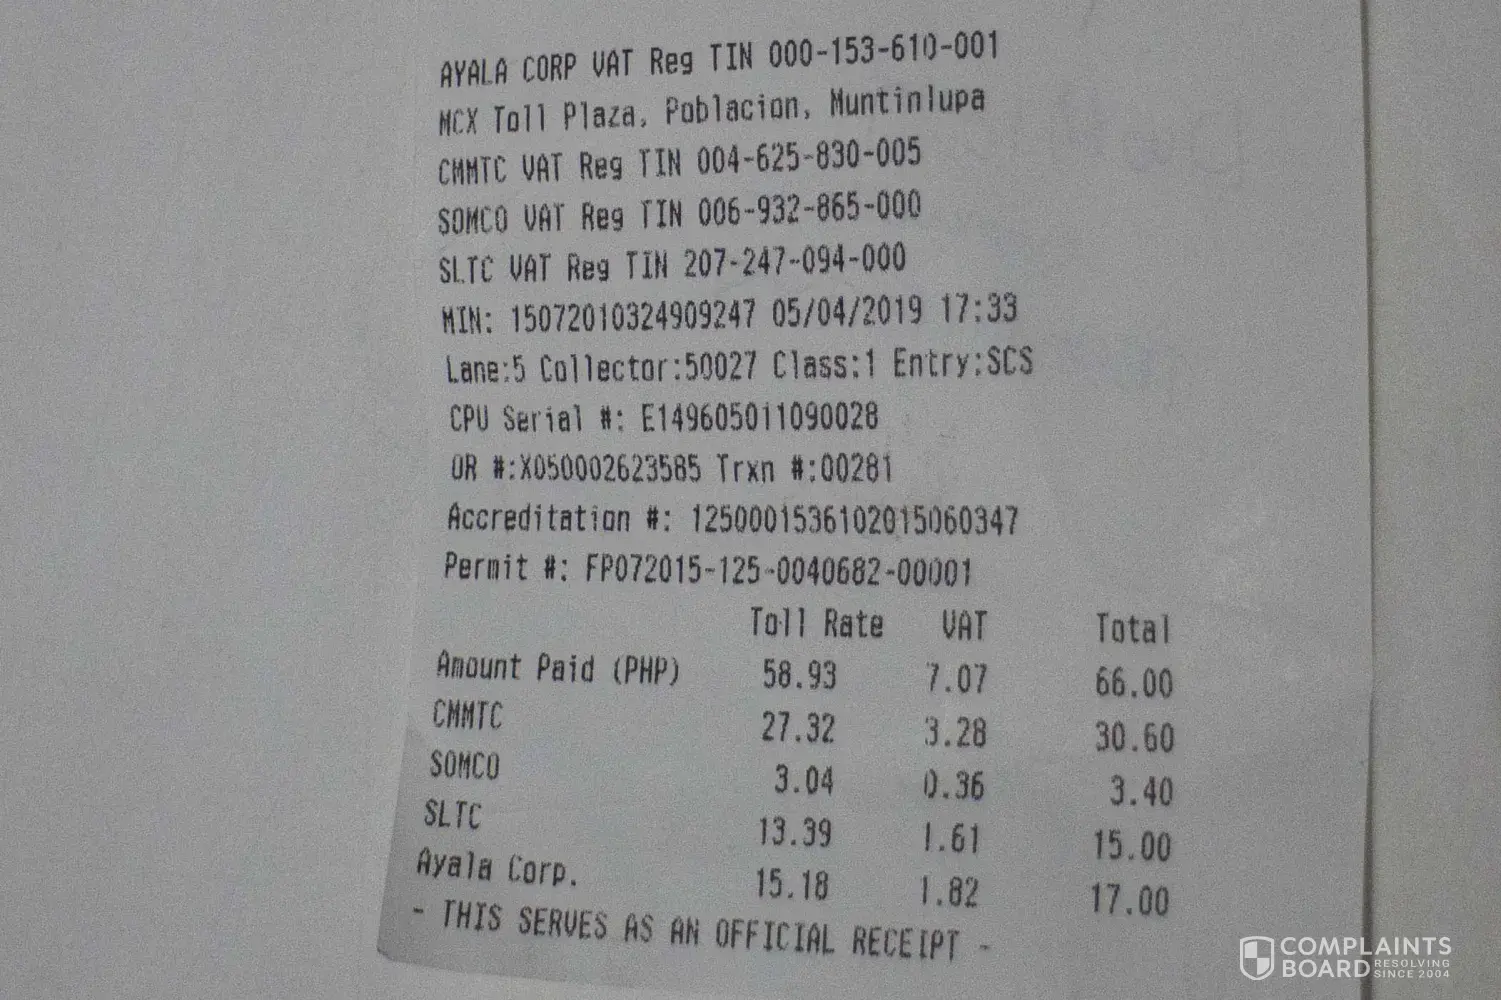 AYALA CORP VAT Reg TIN 000-153-610-001
MCX Toll Plaza, Poblacion, Muntinlupa
CMMTC VAT Reg TIN 004-625-830-005
SOMCO VAT Reg TIN 006-932-865-000
SLTC VAT Reg TIN 207-247-094-000
MIN: 15072010324909247 05/04/2019 17:33
Lane:5 Collector:50027 Class:1 Entry:SCS
CPU Serial #: E149605011090028
OR #:X050002623585 Trxn #:00281
Accreditation #: 1250001536102015060347
Permit #: FP072015-125-0040682-00001
Toll Rate VAT Total
Amount Paid (PHP) 58.93 7.07 66.00
CMMTC 27.32 3.28 30.60
SOMCO 3.04 0.36 3.40
SLTC 13.39 1.61 15.00
Ayala Corp. 15.18 1.82 17.00
- THIS SERVES AS AN OFFICIAL RECEIPT -
COMPLAINTS
BOARD RESOLVING SINCE 2004